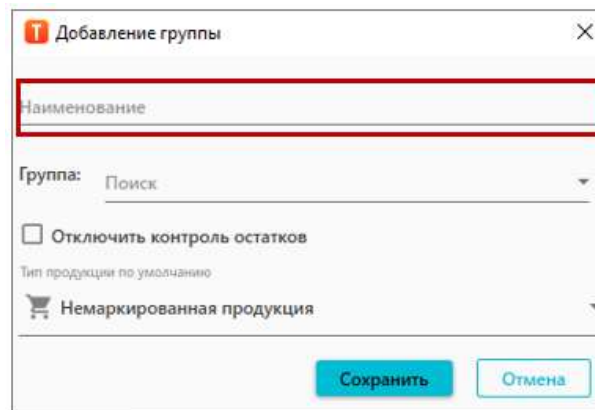 T Добавление группы
Наименование
Группа: Поиск
Отключить контроль остатков
Тип продукции по умолчанию
Немаркированная продукция
Сохранить Отмена